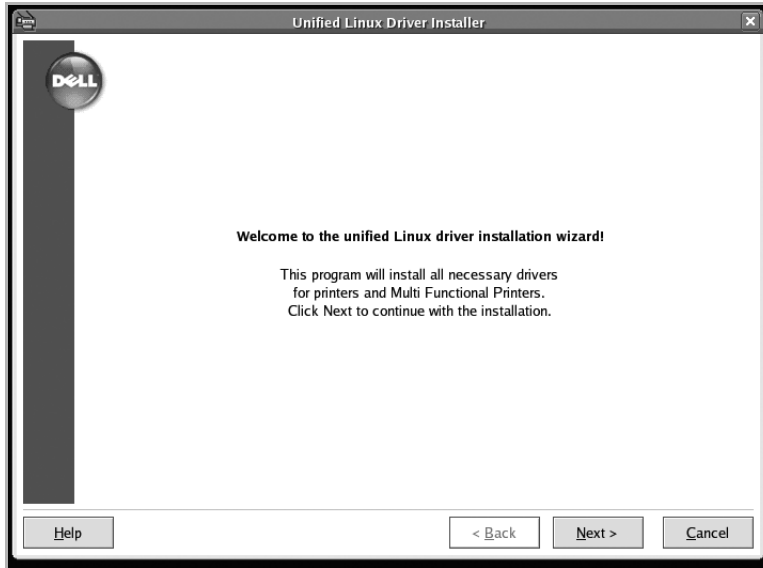 Unified Linux Driver Installer
DELL
Welcome to the unified Linux driver installation wizard!
This program will install all necessary drivers
for printers and Multi Functional Printers.
Click Next to continue with the installation.
Help
< Back
Next >
Cancel